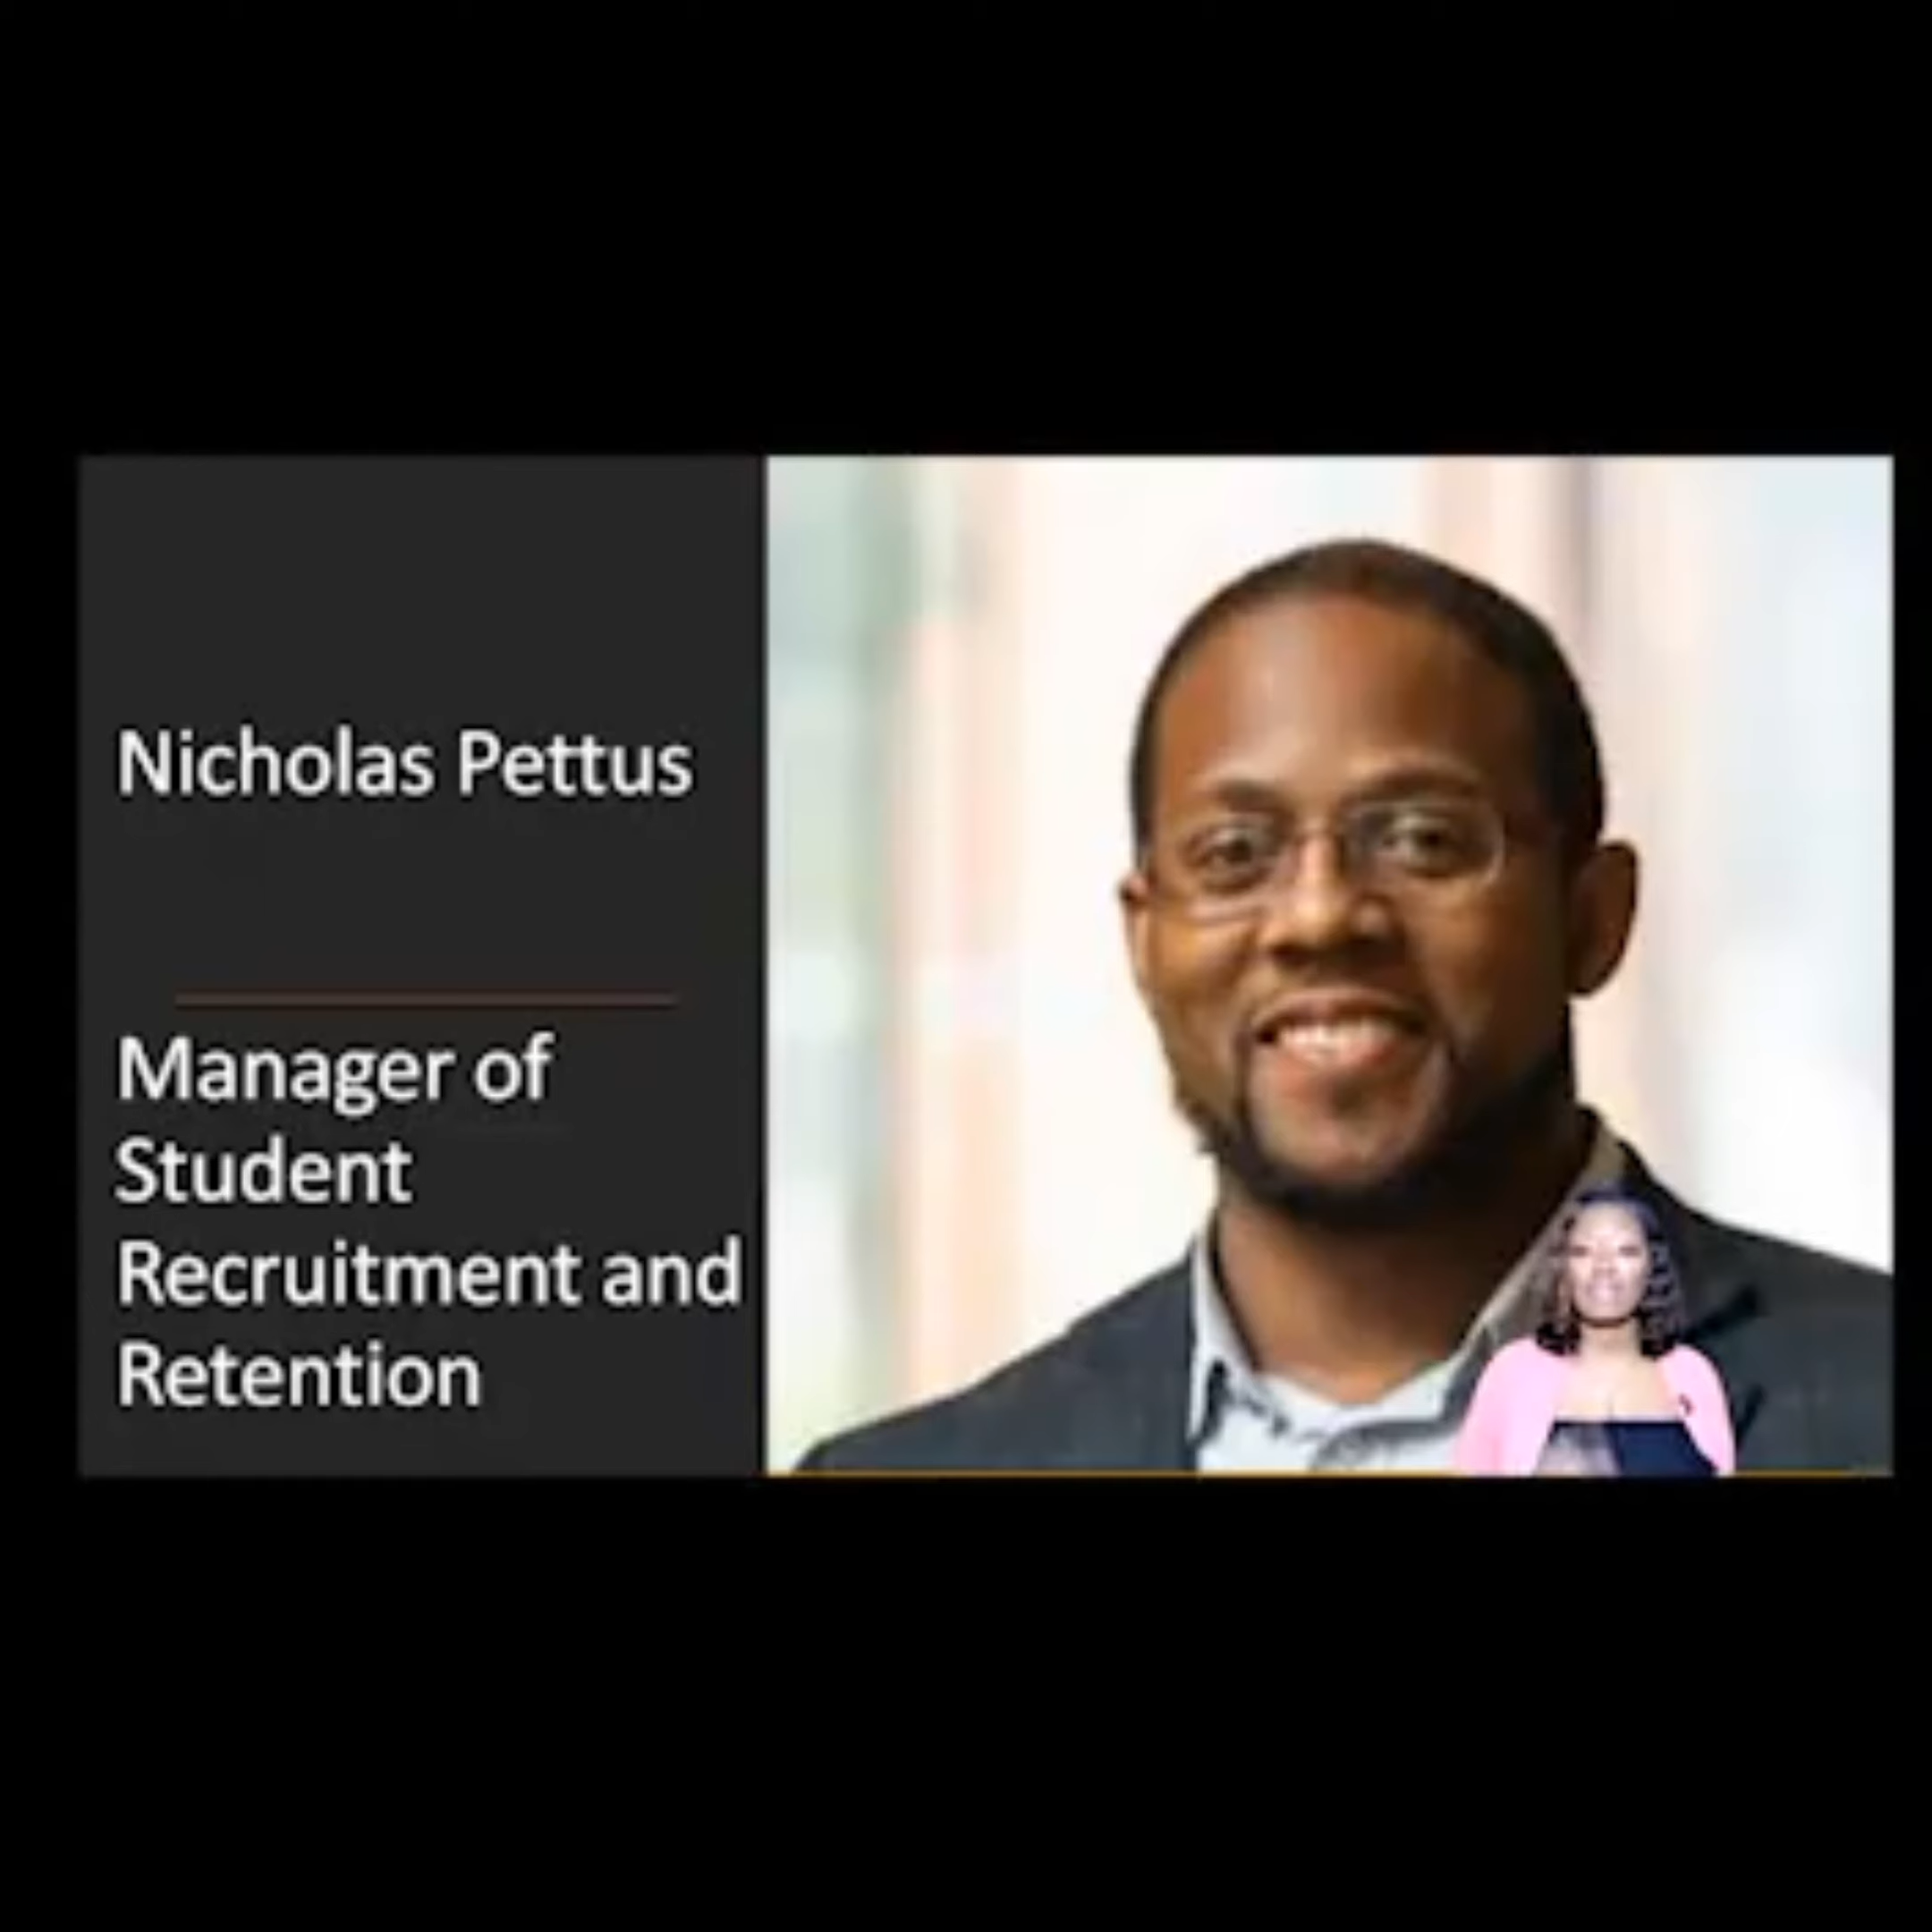 Nicholas Pettus
Manager of
Student
Recruitment and
Retention